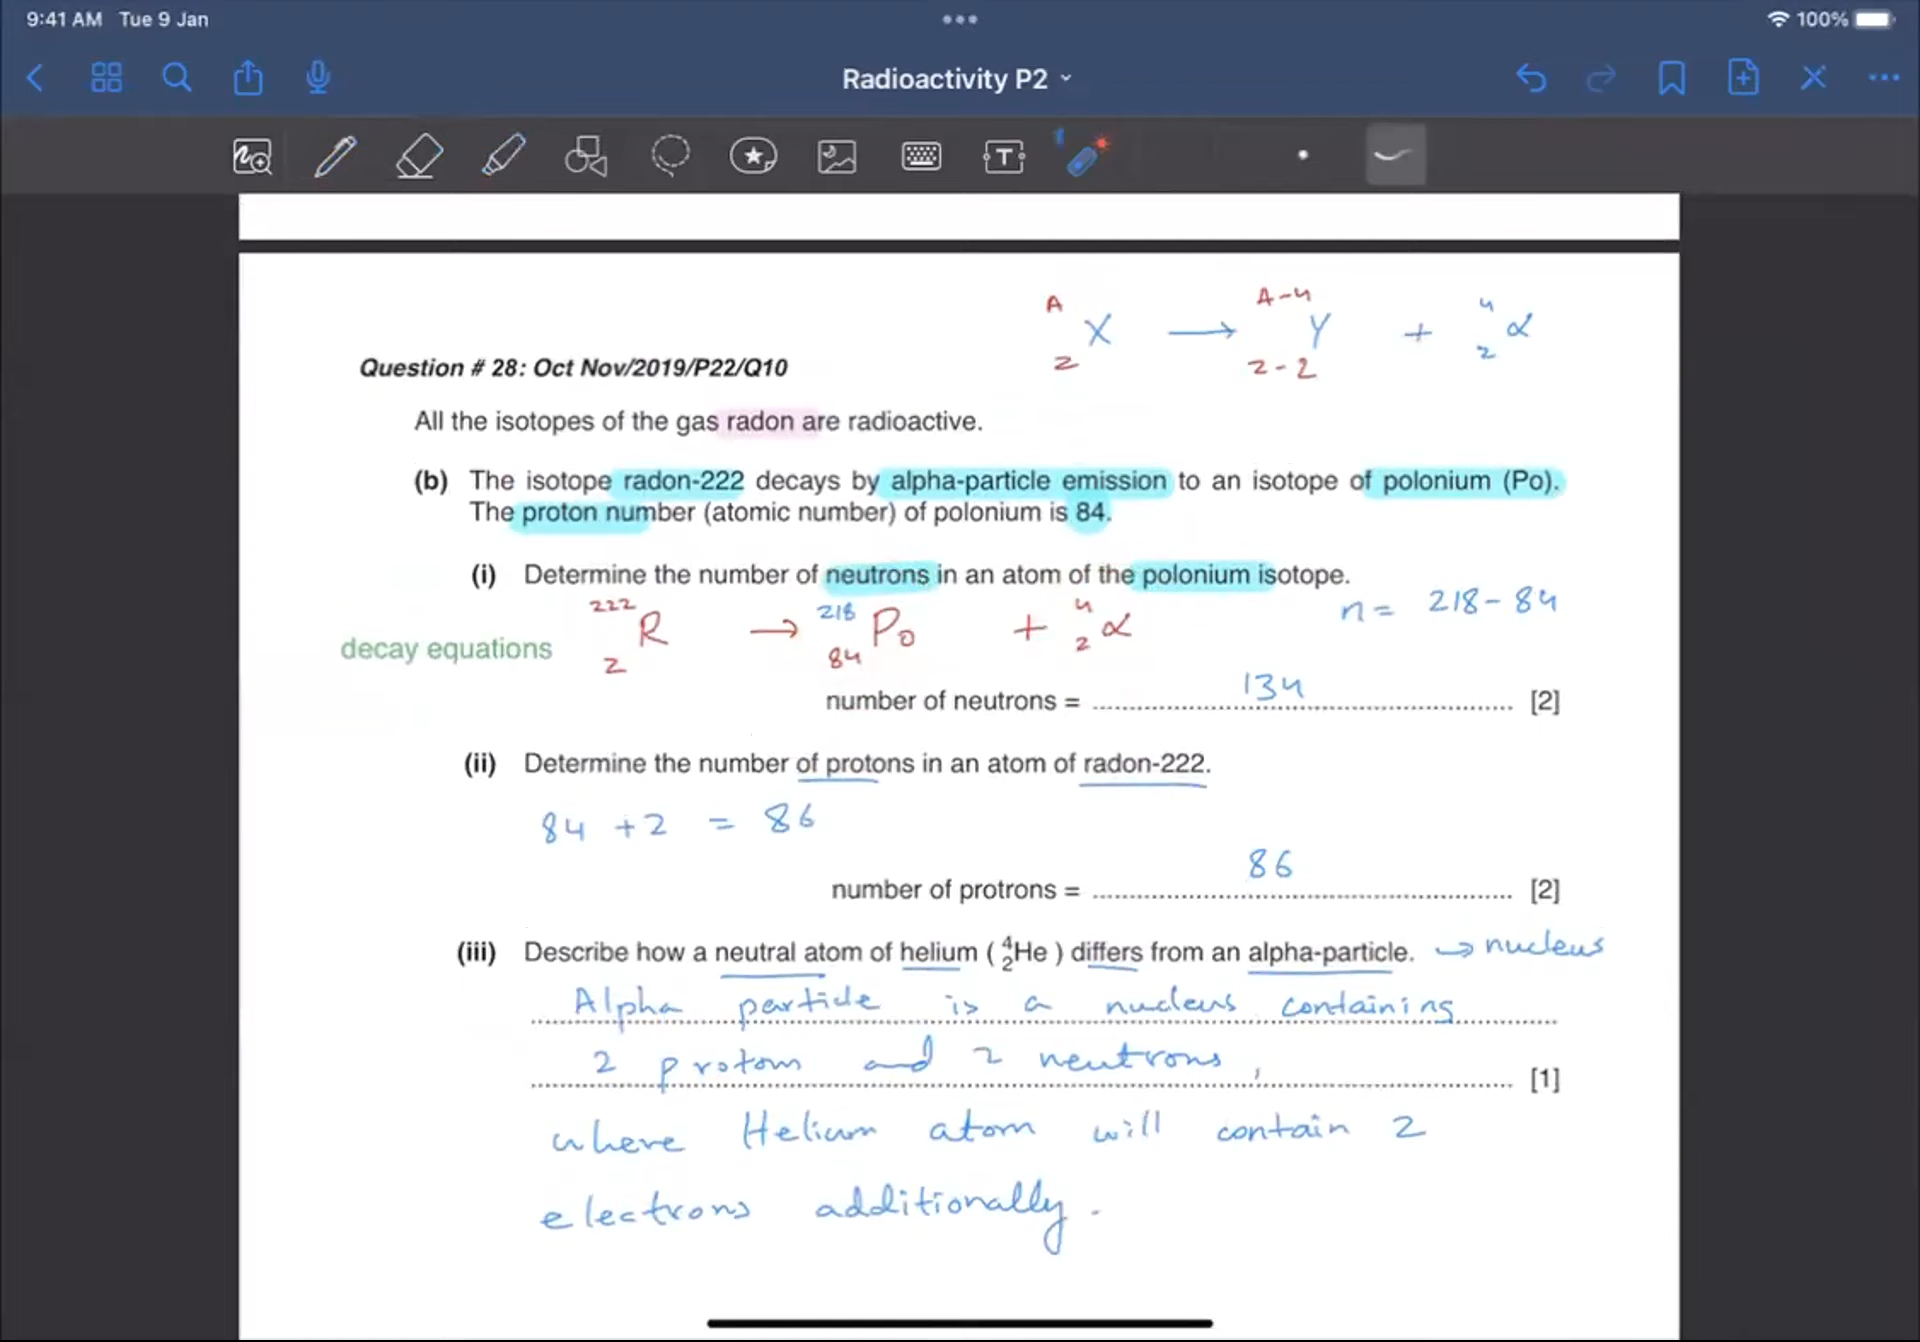 9:41 AM Tue 9 Jan
100%
Radioactivity P2
A A-4 4
X → Y + α
Z Z-2 2
Question # 28: Oct Nov/2019/P22/Q10
All the isotopes of the gas radon are radioactive.
(b) The isotope radon-222 decays by alpha-particle emission to an isotope of polonium (Po).
The proton number (atomic number) of polonium is 84.
(i) Determine the number of neutrons in an atom of the polonium isotope.
222 218 4 n = 218 - 84
decay equations R → Po + α
Z 84 2
number of neutrons = 134 [2]
(ii) Determine the number of protons in an atom of radon-222.
84 + 2 = 86
86
number of protrons = [2]
(iii) Describe how a neutral atom of helium ( ⁴₂He ) differs from an alpha-particle. → nucleus
Alpha particle is a nucleus containing
2 protons and 2 neutrons, [1]
where Helium atom will contain 2
electrons additionally.